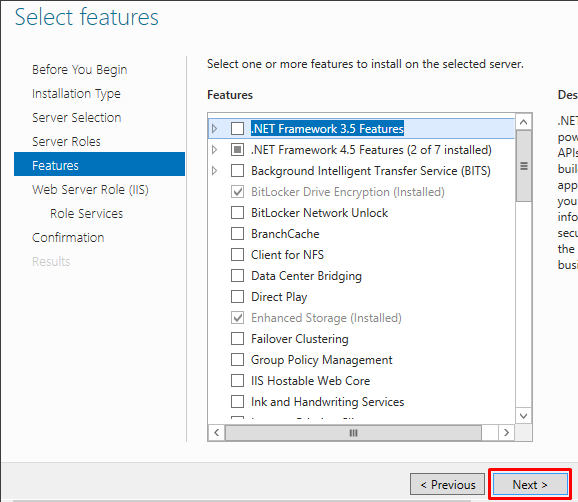 Select features
Before You Begin
Installation Type
Server Selection
Server Roles
Features
Web Server Role (IIS)
Role Services
Confirmation
Results
Select one or more features to install on the selected server.
Features
.NET Framework 3.5 Features
.NET Framework 4.5 Features (2 of 7 installed)
Background Intelligent Transfer Service (BITS)
BitLocker Drive Encryption (Installed)
BitLocker Network Unlock
BranchCache
Client for NFS
Data Center Bridging
Direct Play
Enhanced Storage (Installed)
Failover Clustering
Group Policy Management
IIS Hostable Web Core
Ink and Handwriting Services
Des
.NE
pow
APIs
buil
app
you
info
secu
the
busi
< Previous
Next >